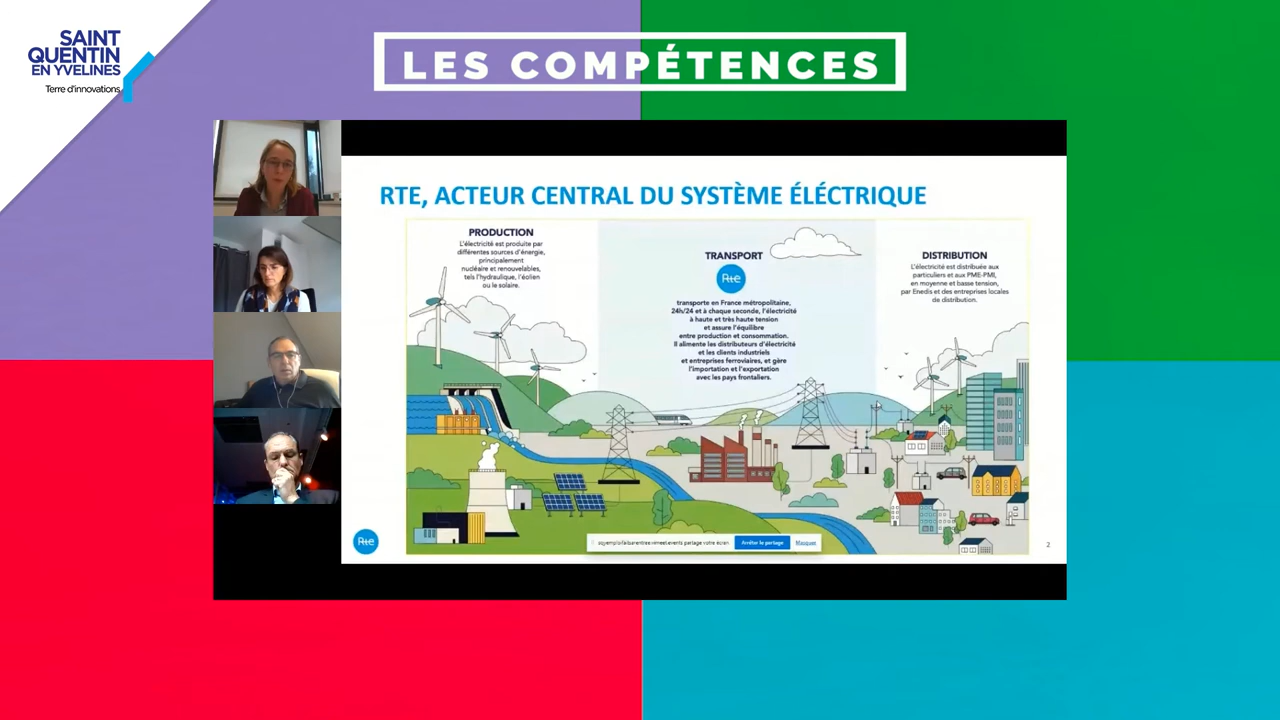 SAINT
QUENTIN
EN YVELINES
Terre d'innovations
LES COMPÉTENCES
RTE, ACTEUR CENTRAL DU SYSTÈME ÉLÉCTRIQUE
PRODUCTION
L'électricité est produite par
différentes sources d'énergie,
principalement
nucléaire et renouvelables,
tels l'hydraulique, l'éolien
ou le solaire.
TRANSPORT
Rte
transporte en France métropolitaine,
24h/24 et à chaque seconde, l'électricité
à haute et très haute tension
et assure l'équilibre
entre production et consommation.
Il alimente les distributeurs d'électricité
et les clients industriels
et entreprises ferroviaires, et gère
l'importation et l'exportation
avec les pays frontaliers.
DISTRIBUTION
L'électricité est distribuée aux
particuliers et aux PME-PMI,
en moyenne et basse tension,
par Enedis et des entreprises locales
de distribution.
partage votre écran
Arrêter le partage
Masquer
Rte
2